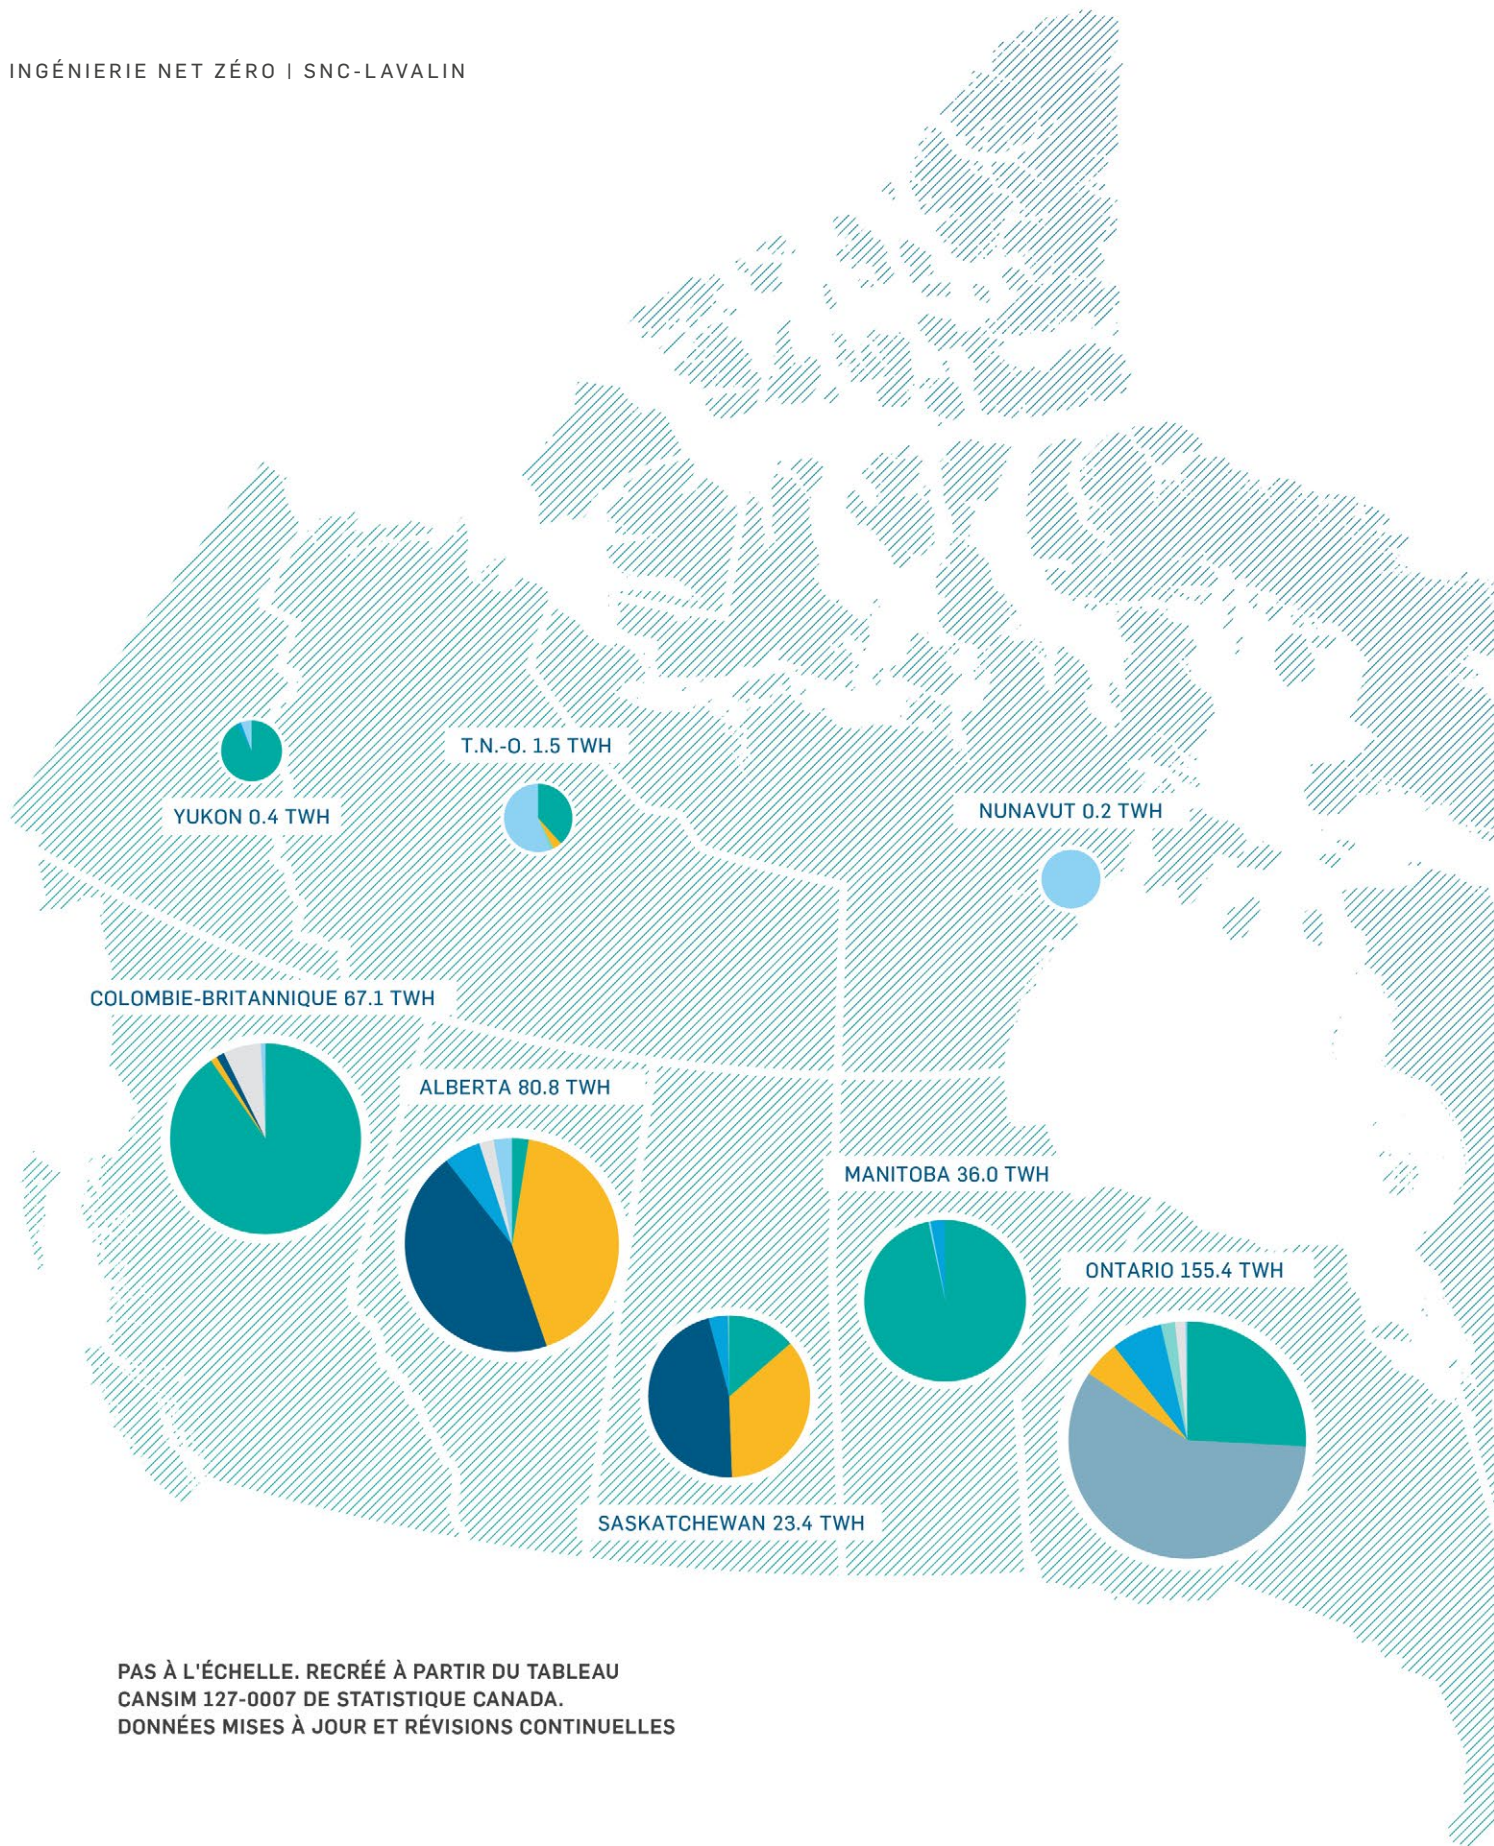 INGÉNIERIE NET ZÉRO | SNC-LAVALIN
T.N.-O. 1.5 TWH
YUKON 0.4 TWH
NUNAVUT 0.2 TWH
COLOMBIE-BRITANNIQUE 67.1 TWH
ALBERTA 80.8 TWH
MANITOBA 36.0 TWH
ONTARIO 155.4 TWH
SASKATCHEWAN 23.4 TWH
PAS À L'ÉCHELLE. RECRÉÉ À PARTIR DU TABLEAU
CANSIM 127-0007 DE STATISTIQUE CANADA.
DONNÉES MISES À JOUR ET RÉVISIONS CONTINUELLES